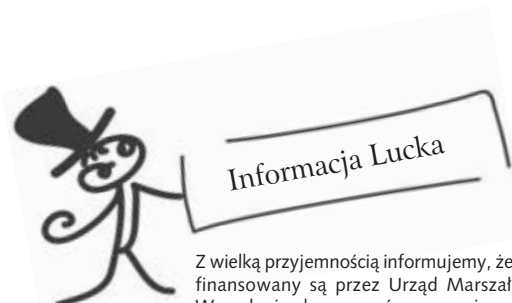 Informacja Lucka
Z wielką przyjemnością informujemy, że
finansowany są przez Urząd Marszał